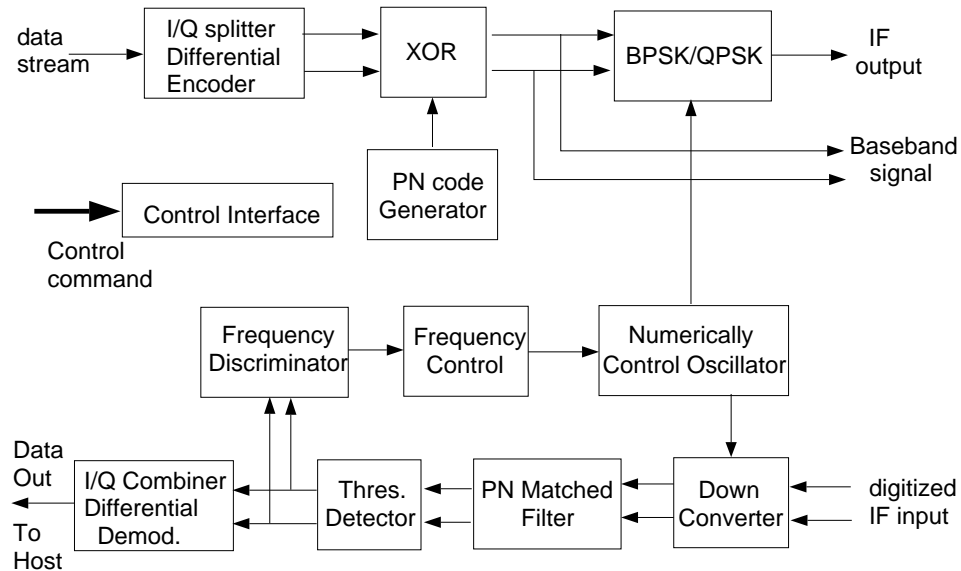 data
stream
I/Q splitter
Differential
Encoder
XOR
BPSK/QPSK
IF
output
Baseband
signal
PN code
Generator
Control Interface
Control
command
Frequency
Discriminator
Frequency
Control
Numerically
Control Oscillator
Data
Out
To
Host
I/Q Combiner
Differential
Demod.
Thres.
Detector
PN Matched
Filter
Down
Converter
digitized
IF input